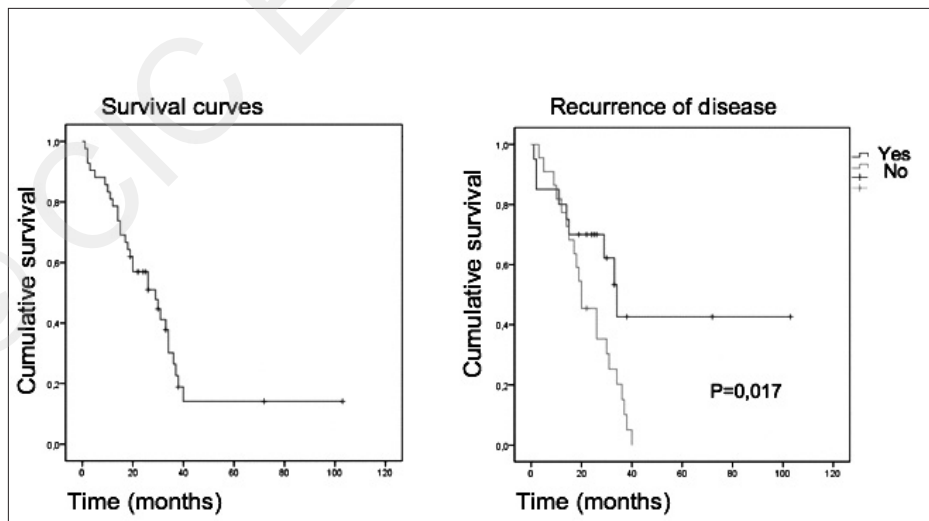 CIC E
Survival curves
Cumulative survival
1,0
0,8
0,6
0,4
0,2
0,0
0 20 40 60 80 100 120
Time (months)
Recurrence of disease
Cumulative survival
1,0
0,8
0,6
0,4
0,2
0,0
P=0,017
0 20 40 60 80 100 120
Time (months)
Yes
No